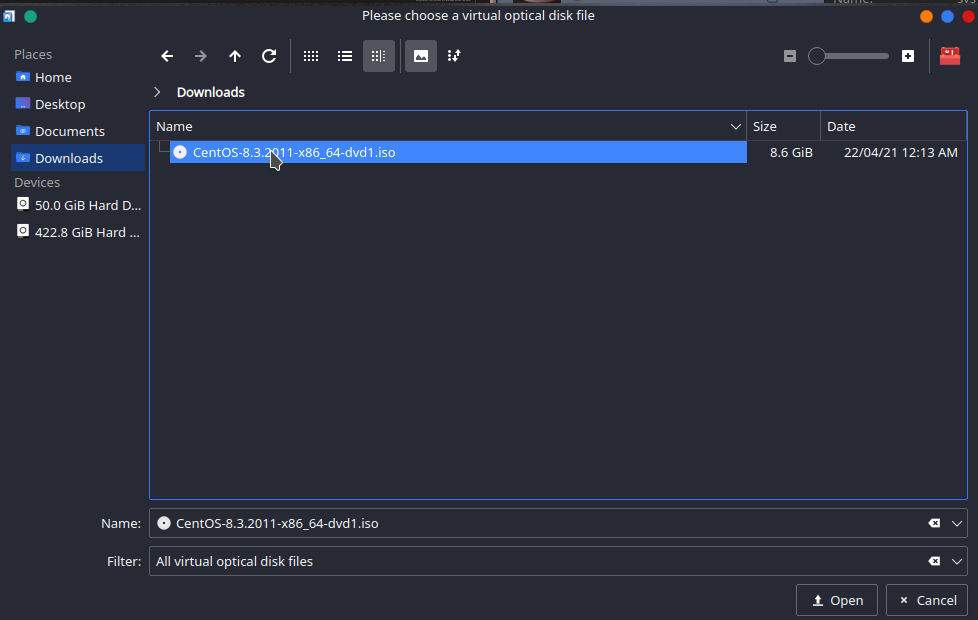 Please choose a virtual optical disk file
Places
Home
Desktop
Documents
Downloads
Devices
50.0 GiB Hard D...
422.8 GiB Hard ...
Downloads
Name Size Date
CentOS-8.3.2011-x86_64-dvd1.iso 8.6 GiB 22/04/21 12:13 AM
Name: CentOS-8.3.2011-x86_64-dvd1.iso
Filter: All virtual optical disk files
Open Cancel